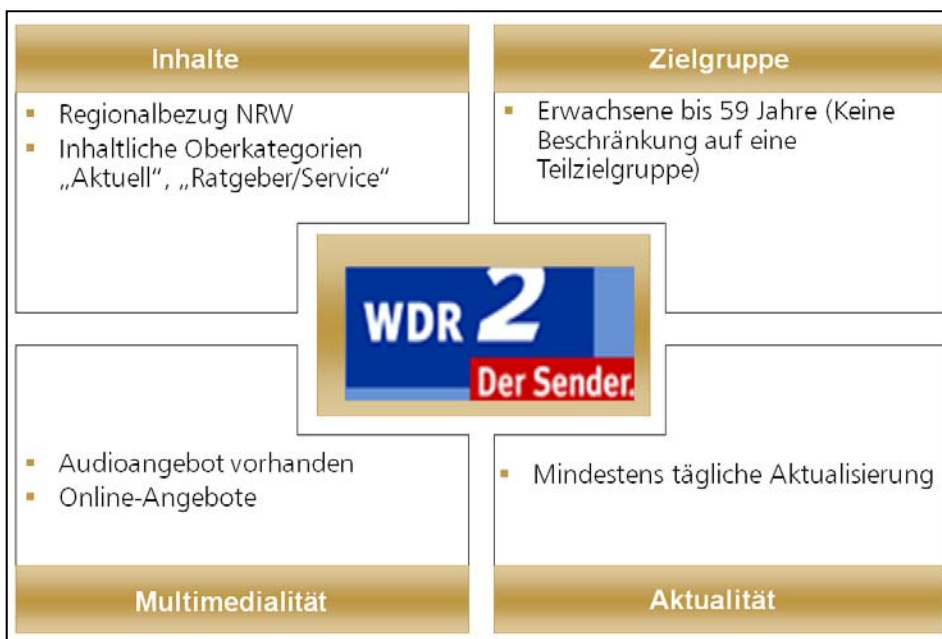 Inhalte
▪ Regionalbezug NRW
▪ Inhaltliche Oberkategorien
„Aktuell“, „Ratgeber/Service“
Zielgruppe
▪ Erwachsene bis 59 Jahre (Keine
Beschränkung auf eine
Teilzielgruppe)
WDR 2
Der Sender.
▪ Audioangebot vorhanden
▪ Online-Angebote
Multimedialität
▪ Mindestens tägliche Aktualisierung
Aktualität